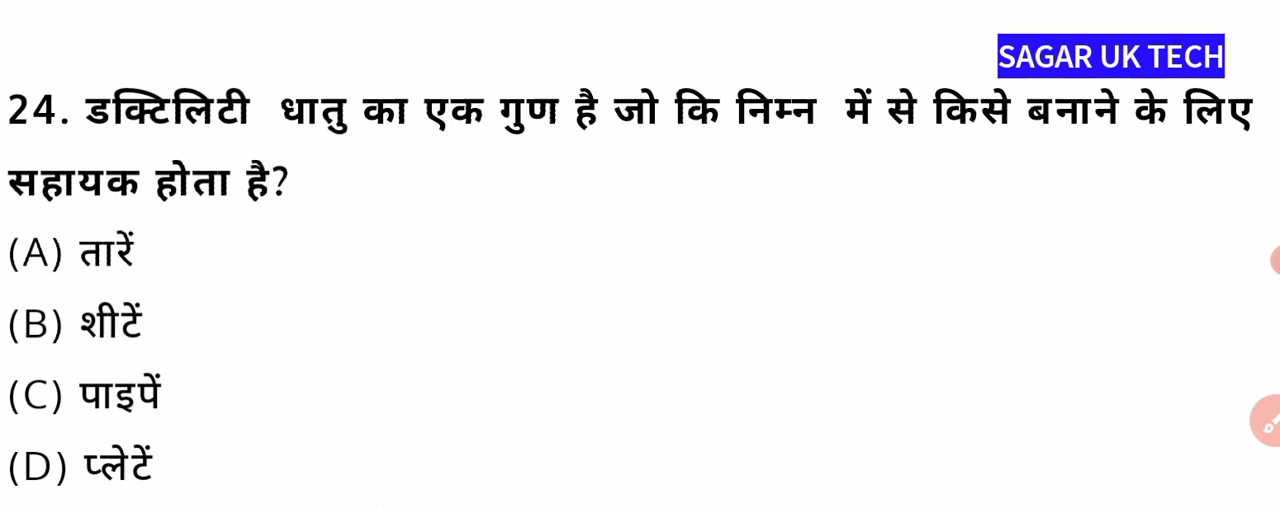 SAGAR UK TECH
24. डक्टिलिटी धातु का एक गुण है जो कि निम्न में से किसे बनाने के लिए
सहायक होता है?
(A) तारें
(B) शीटें
(C) पाइपें
(D) प्लेटें